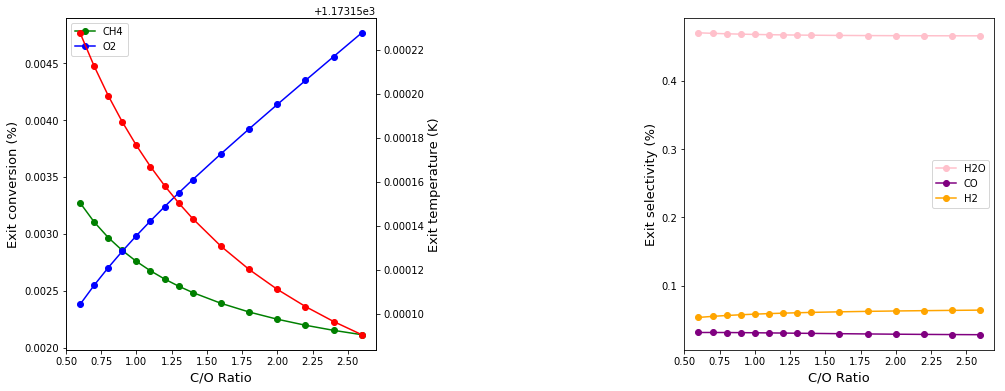 +1.17315e3
CH4
O2
0.0045
0.0040
0.0035
0.0030
0.0025
0.0020
Exit conversion (%)
0.50 0.75 1.00 1.25 1.50 1.75 2.00 2.25 2.50
C/O Ratio
0.00022
0.00020
0.00018
0.00016
0.00014
0.00012
0.00010
Exit temperature (K)
Exit selectivity (%)
0.4
0.3
0.2
0.1
H2O
CO
H2
0.50 0.75 1.00 1.25 1.50 1.75 2.00 2.25 2.50
C/O Ratio